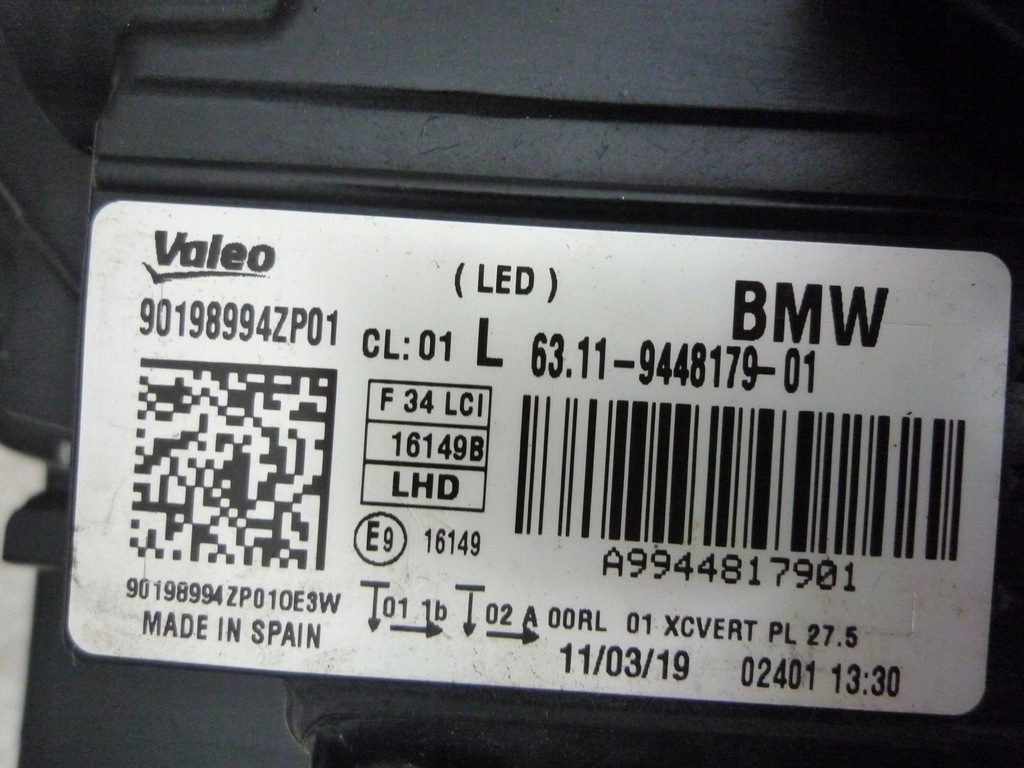 Valeo
(LED)
BMW
90198994ZP01
CL:01 L 63.11-9448179-01
F 34 LCI
16149B
LHD
E9 16149
A9944817901
90198994ZP010E3W
MADE IN SPAIN
01 1b 02 A 00RL 01 XCVERT PL 27.5
11/03/19 02401 13:30